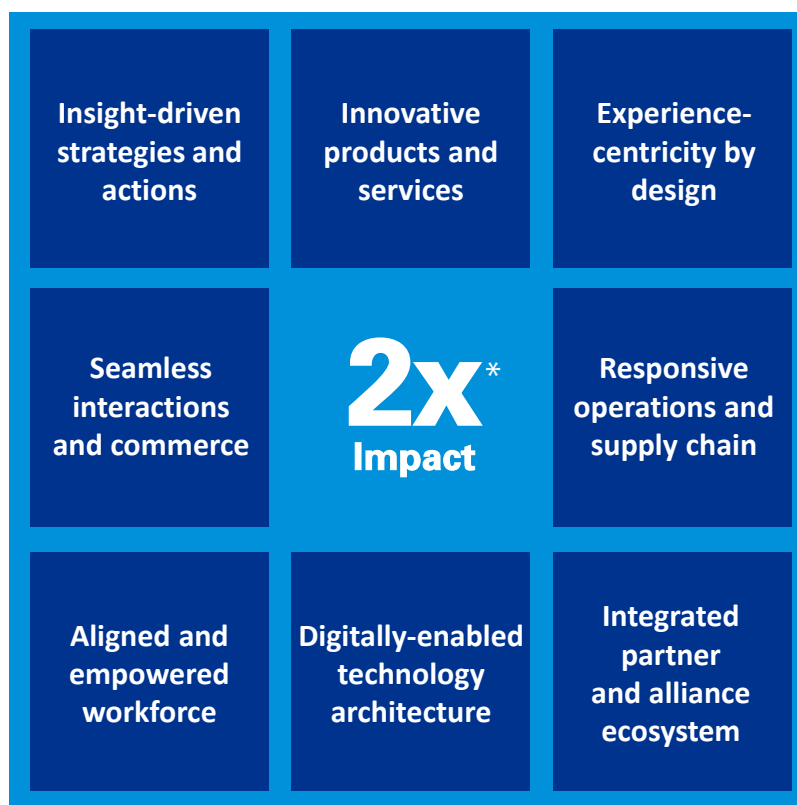 Insight-driven
strategies and
actions
Innovative
products and
services
Experience-
centricity by
design
Seamless
interactions
and commerce
2x*
Impact
Responsive
operations and
supply chain
Aligned and
empowered
workforce
Digitally-enabled
technology
architecture
Integrated
partner
and alliance
ecosystem